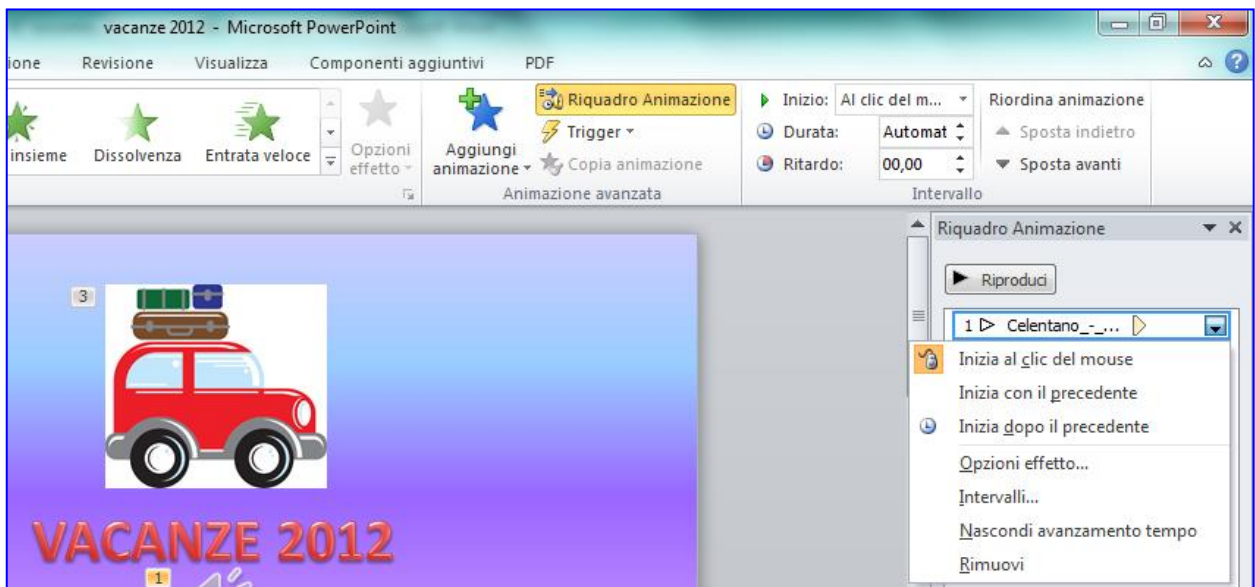 vacanze 2012 - Microsoft PowerPoint
ione Revisione Visualizza Componenti aggiuntivi PDF
insieme Dissolvenza Entrata veloce
Opzioni effetto
Aggiungi animazione
Riquadro Animazione
Trigger
Copia animazione
Animazione avanzata
Inizio: Al clic del m...
Durata: Automat
Ritardo: 00,00
Riordina animazione
Sposta indietro
Sposta avanti
Intervallo
3
VACANZE 2012
1
Riquadro Animazione
Riproduci
1 Celentano_-_...
Inizia al clic del mouse
Inizia con il precedente
Inizia dopo il precedente
Opzioni effetto...
Intervalli...
Nascondi avanzamento tempo
Rimuovi